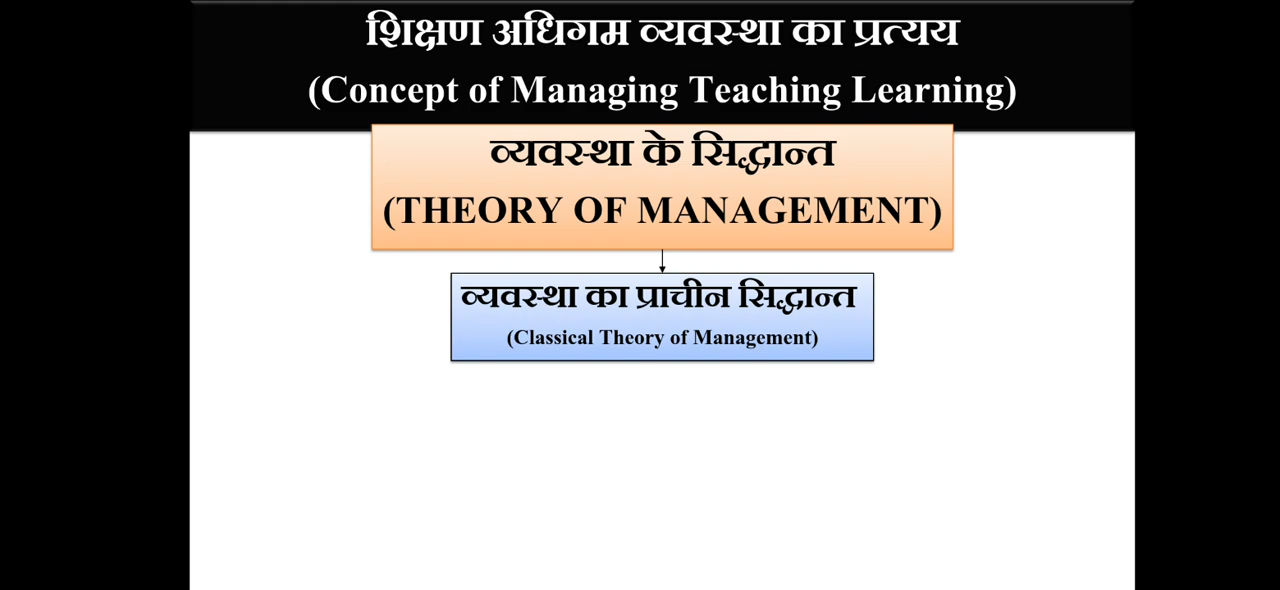 शिक्षण अधिगम व्यवस्था का प्रत्यय
(Concept of Managing Teaching Learning)
व्यवस्था के सिद्धान्त
(THEORY OF MANAGEMENT)
व्यवस्था का प्राचीन सिद्धान्त
(Classical Theory of Management)